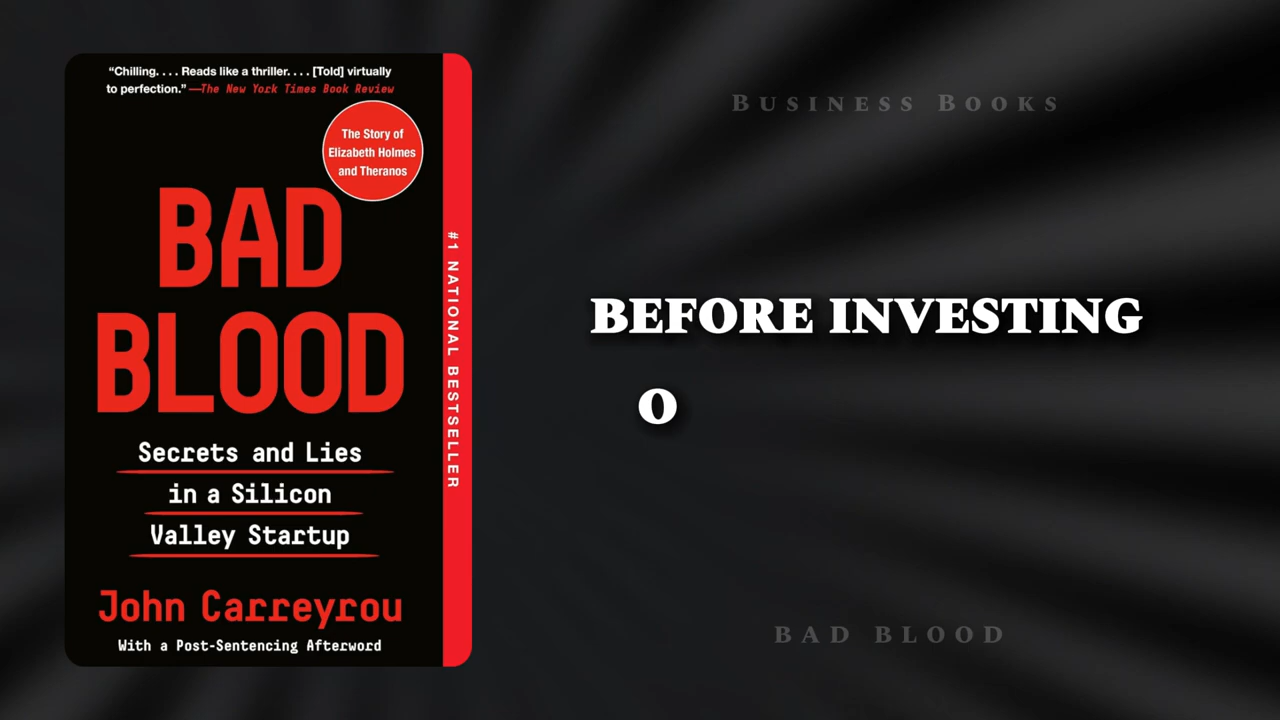 “Chilling. . . . Reads like a thriller. . . . [Told] virtually
to perfection.” —The New York Times Book Review
The Story of
Elizabeth Holmes
and Theranos
BAD
BLOOD
#1 NATIONAL BESTSELLER
Secrets and Lies
in a Silicon
Valley Startup
John Carreyrou
With a Post-Sentencing Afterword
BUSINESS BOOKS
BEFORE INVESTING
O
BAD BLOOD